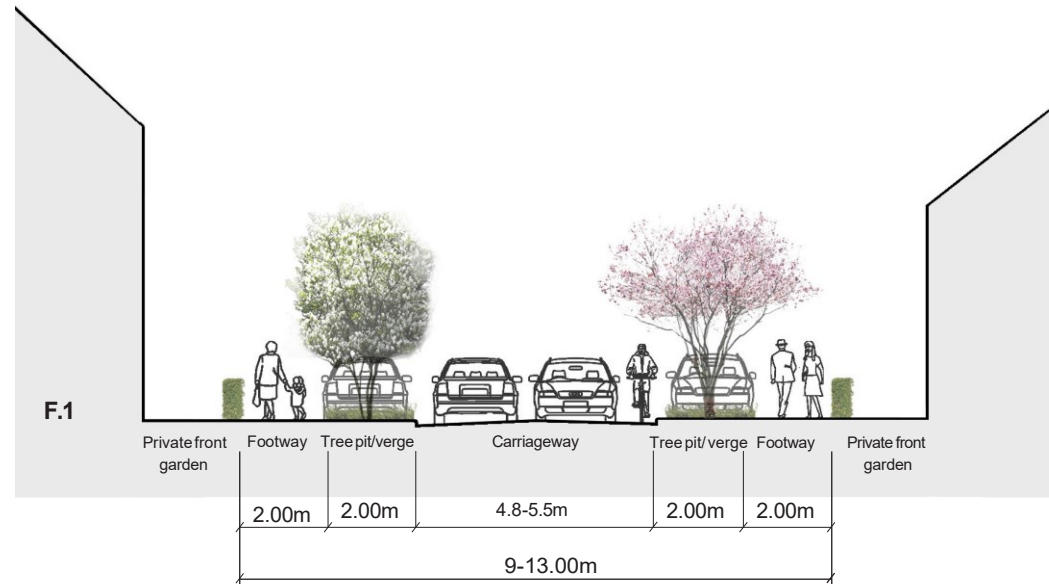 F.1
Private front
garden
Footway
Tree pit/verge
Carriageway
Tree pit/ verge
Footway
Private front
garden
2.00m
2.00m
4.8-5.5m
2.00m
2.00m
9-13.00m